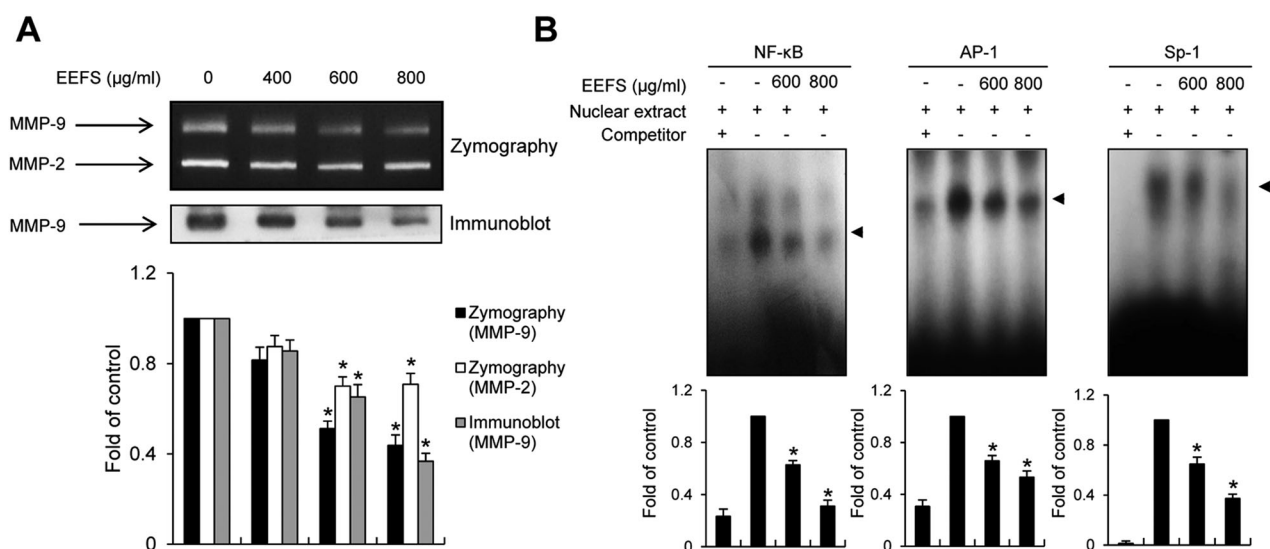 A
EEFS (µg/ml) 0 400 600 800
MMP-9
MMP-2
Zymography
MMP-9
Immunoblot
1.2
0.8
0.4
0
Fold of control
Zymography
(MMP-9)
Zymography
(MMP-2)
Immunoblot
(MMP-9)
* * * * * *
B
NF-κB AP-1 Sp-1
EEFS (µg/ml) - - 600 800 - - 600 800 - - 600 800
Nuclear extract + + + + + + + + + + + +
Competitor + - - - + - - - + - - -
1.2
0.8
0.4
0
Fold of control
* *
1.2
0.8
0.4
0
Fold of control
* *
1.2
0.8
0.4
0
Fold of control
* *